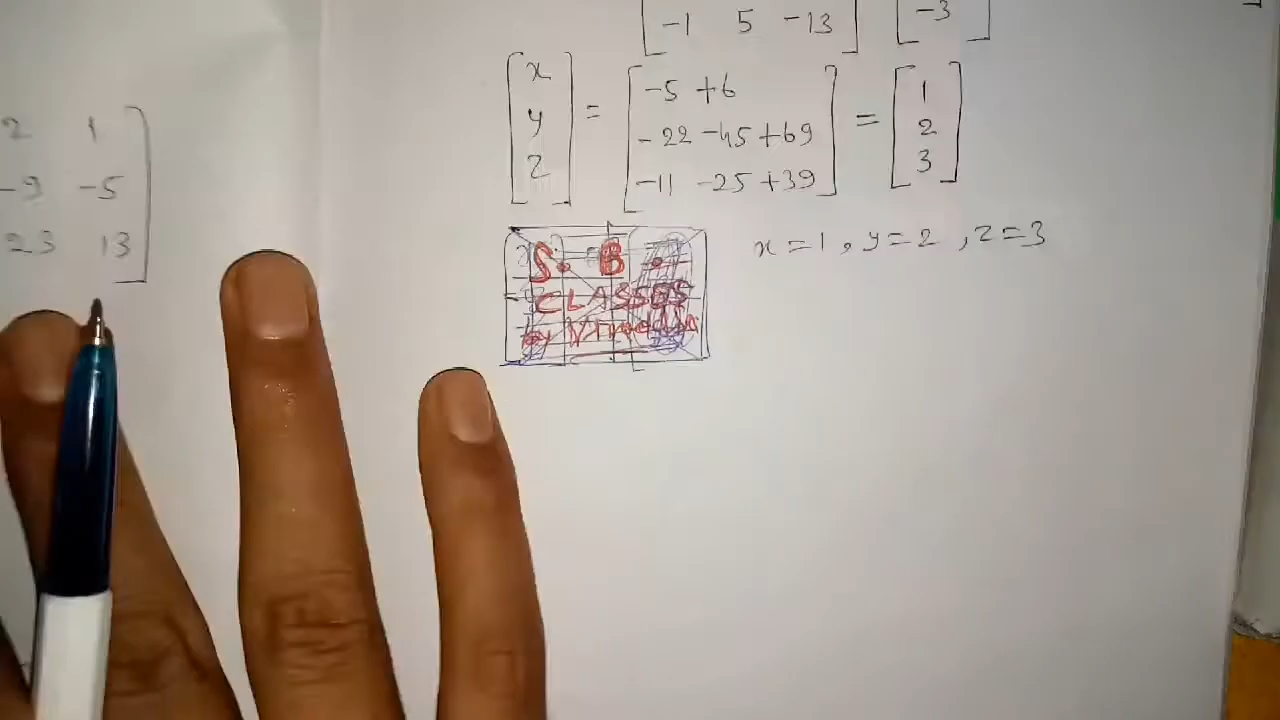 -1 5 -13 -3
x -5 +6 1
y = -22 -45 +69 = 2
z -11 -25 +39 3
2 1
-9 -5
23 13
x = 1 , y = 2 , z = 3
S. B.
CLASSES